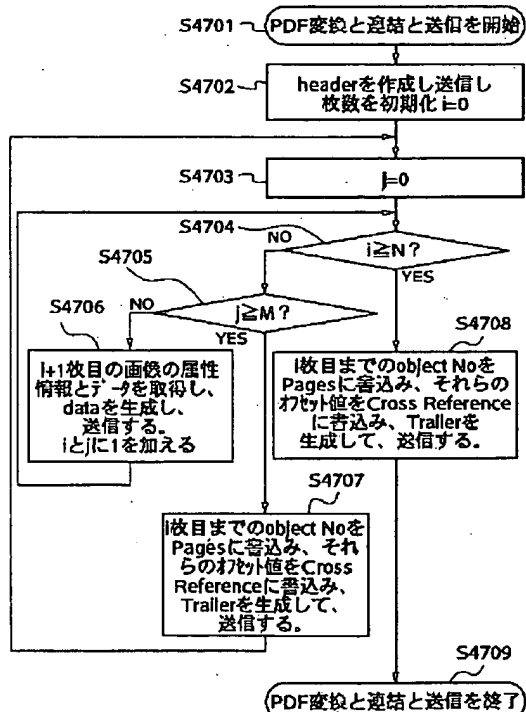 S4701
PDF変換と連結と送信を開始
S4702
headerを作成し送信し
枚数を初期化 i=0
S4703
j=0
S4704
i≧N?
NO
YES
S4705
j≧M?
NO
YES
S4706
i+1枚目の画像の属性
情報とデータを取得し、
dataを生成し、
送信する。
iとjに1を加える
S4708
i枚目までのobject Noを
Pagesに書込み、それらの
オフセット値をCross Reference
に書込み、Trailerを
生成して、送信する。
S4707
i枚目までのobject Noを
Pagesに書込み、それ
らのオフセット値をCross
Referenceに書込み、
Trailerを生成して、
送信する。
S4709
PDF変換と連結と送信を終了